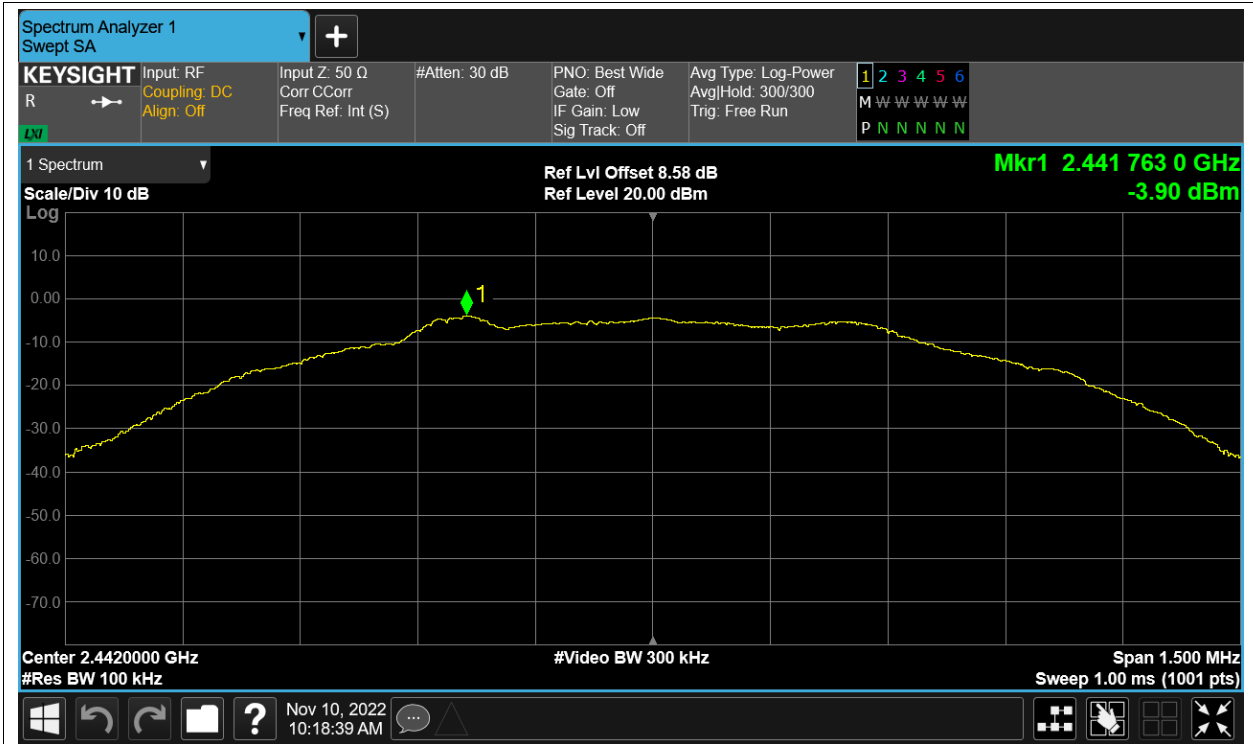 Spectrum Analyzer 1
Swept SA
KEYSIGHT
R
LXI
Input: RF
Coupling: DC
Align: Off
Input Z: 50 Ω
Corr CCorr
Freq Ref: Int (S)
#Atten: 30 dB
PNO: Best Wide
Gate: Off
IF Gain: Low
Sig Track: Off
Avg Type: Log-Power
Avg|Hold: 300/300
Trig: Free Run
1 2 3 4 5 6
M W W W W W
P N N N N N
1 Spectrum
Scale/Div 10 dB
Log
Ref Lvl Offset 8.58 dB
Ref Level 20.00 dBm
Mkr1 2.441 763 0 GHz
-3.90 dBm
10.0
0.00
1
-10.0
-20.0
-30.0
-40.0
-50.0
-60.0
-70.0
Center 2.4420000 GHz
#Res BW 100 kHz
#Video BW 300 kHz
Span 1.500 MHz
Sweep 1.00 ms (1001 pts)
?
Nov 10, 2022
10:18:39 AM